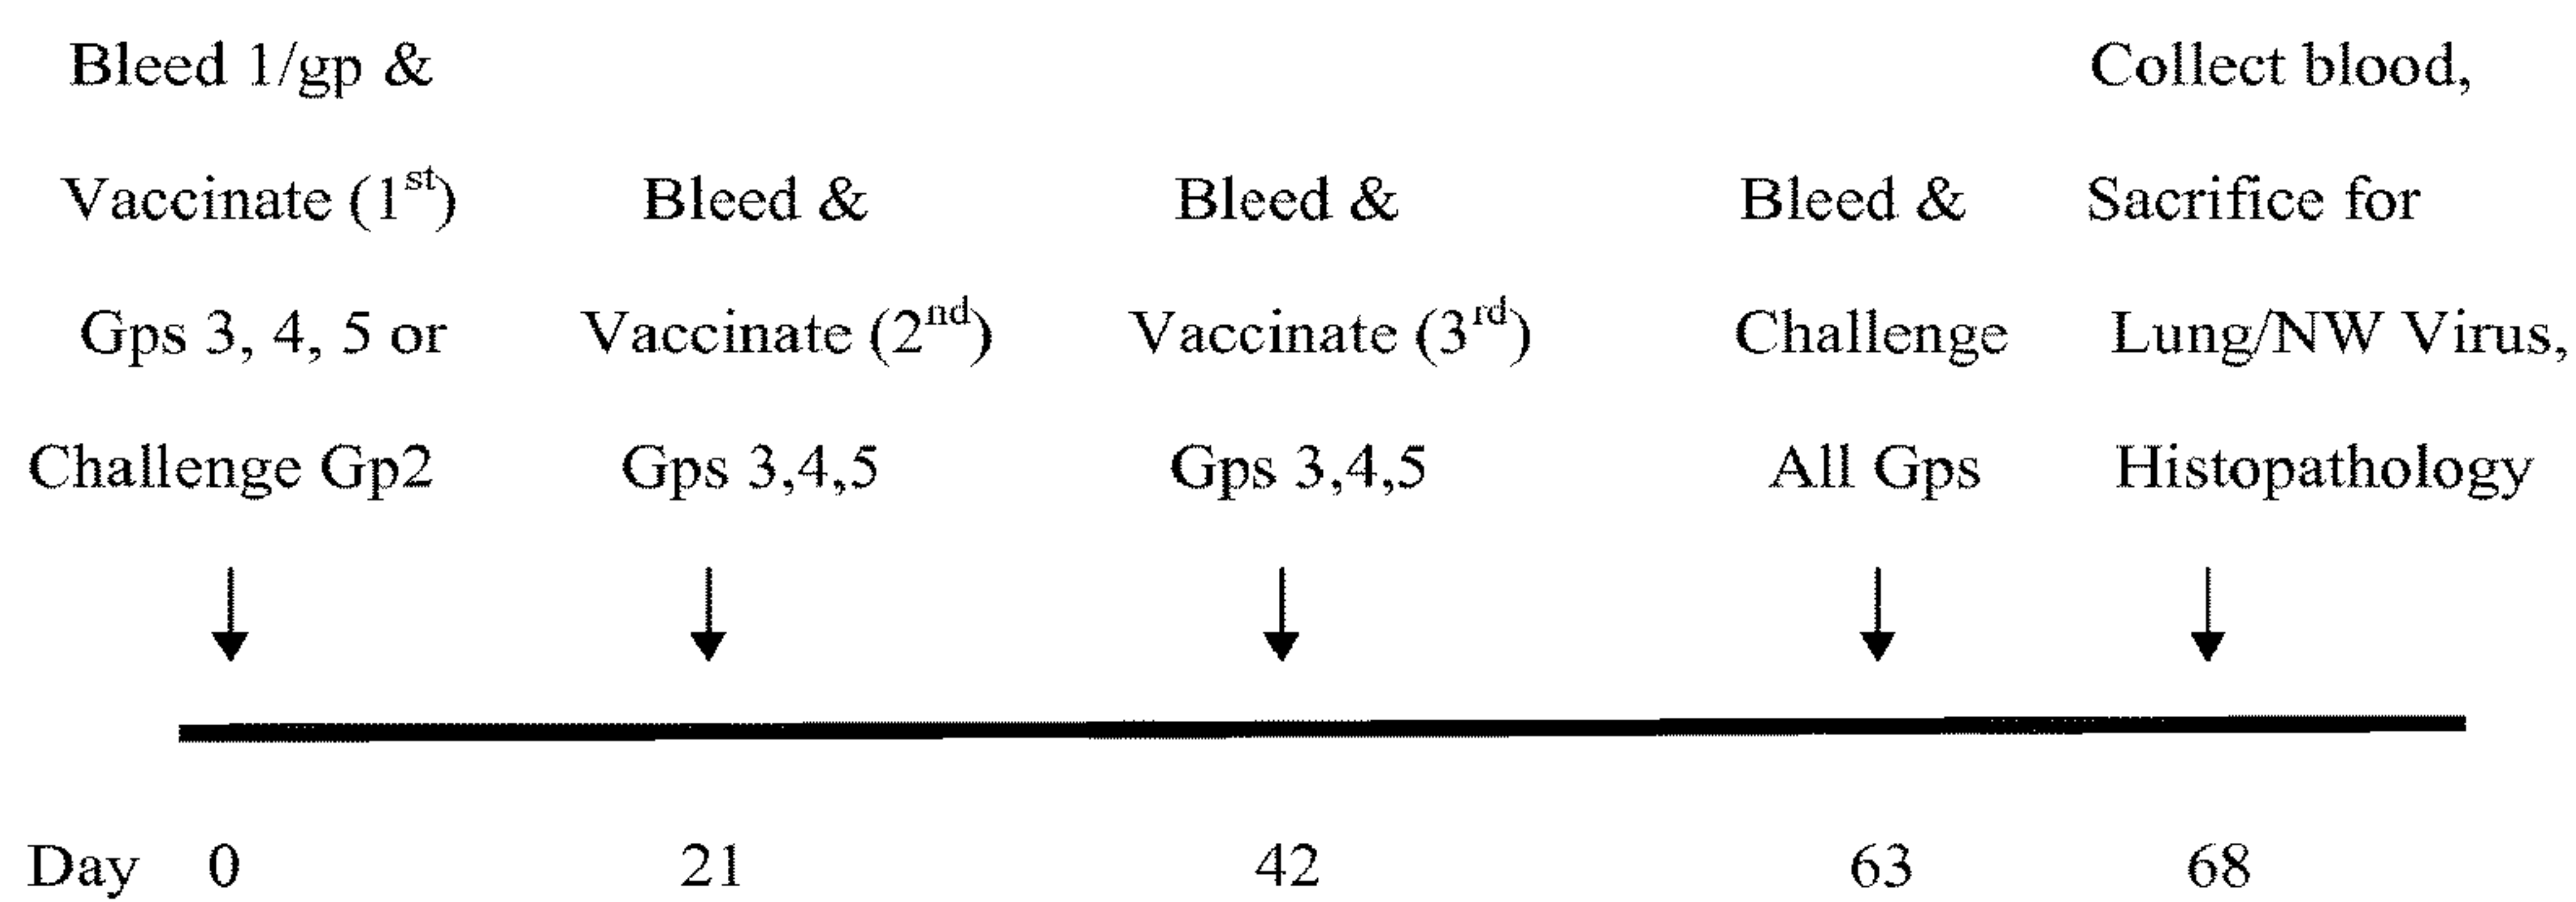 Bleed 1/gp &
Vaccinate (1st)
Gps 3, 4, 5 or
Challenge Gp2
Bleed &
Vaccinate (2nd)
Gps 3,4,5
Bleed &
Vaccinate (3rd)
Gps 3,4,5
Bleed &
Challenge
All Gps
Collect blood,
Sacrifice for
Lung/NW Virus,
Histopathology
Day 0 21 42 63 68